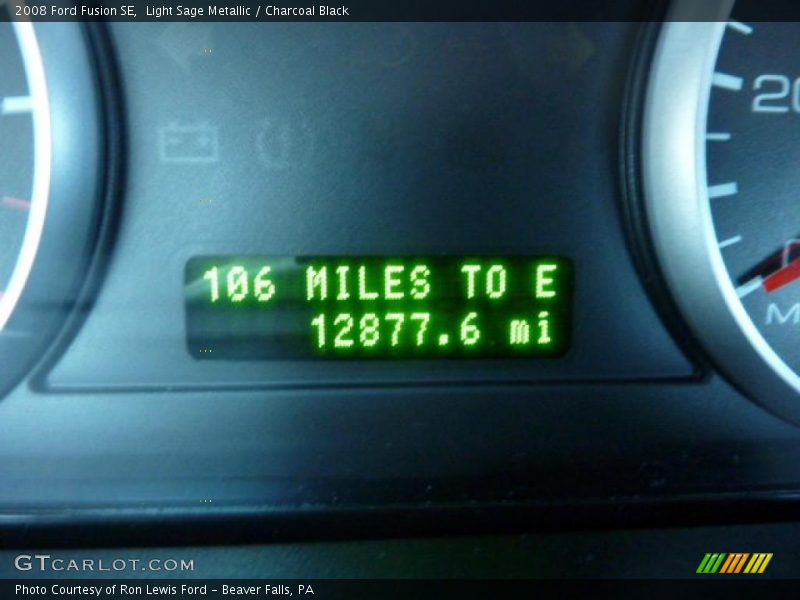 2008 Ford Fusion SE,  Light Sage Metallic / Charcoal Black
20
106 MILES TO E
12877.6 mi
M
GTCARLOT.COM
Photo Courtesy of Ron Lewis Ford – Beaver Falls, PA